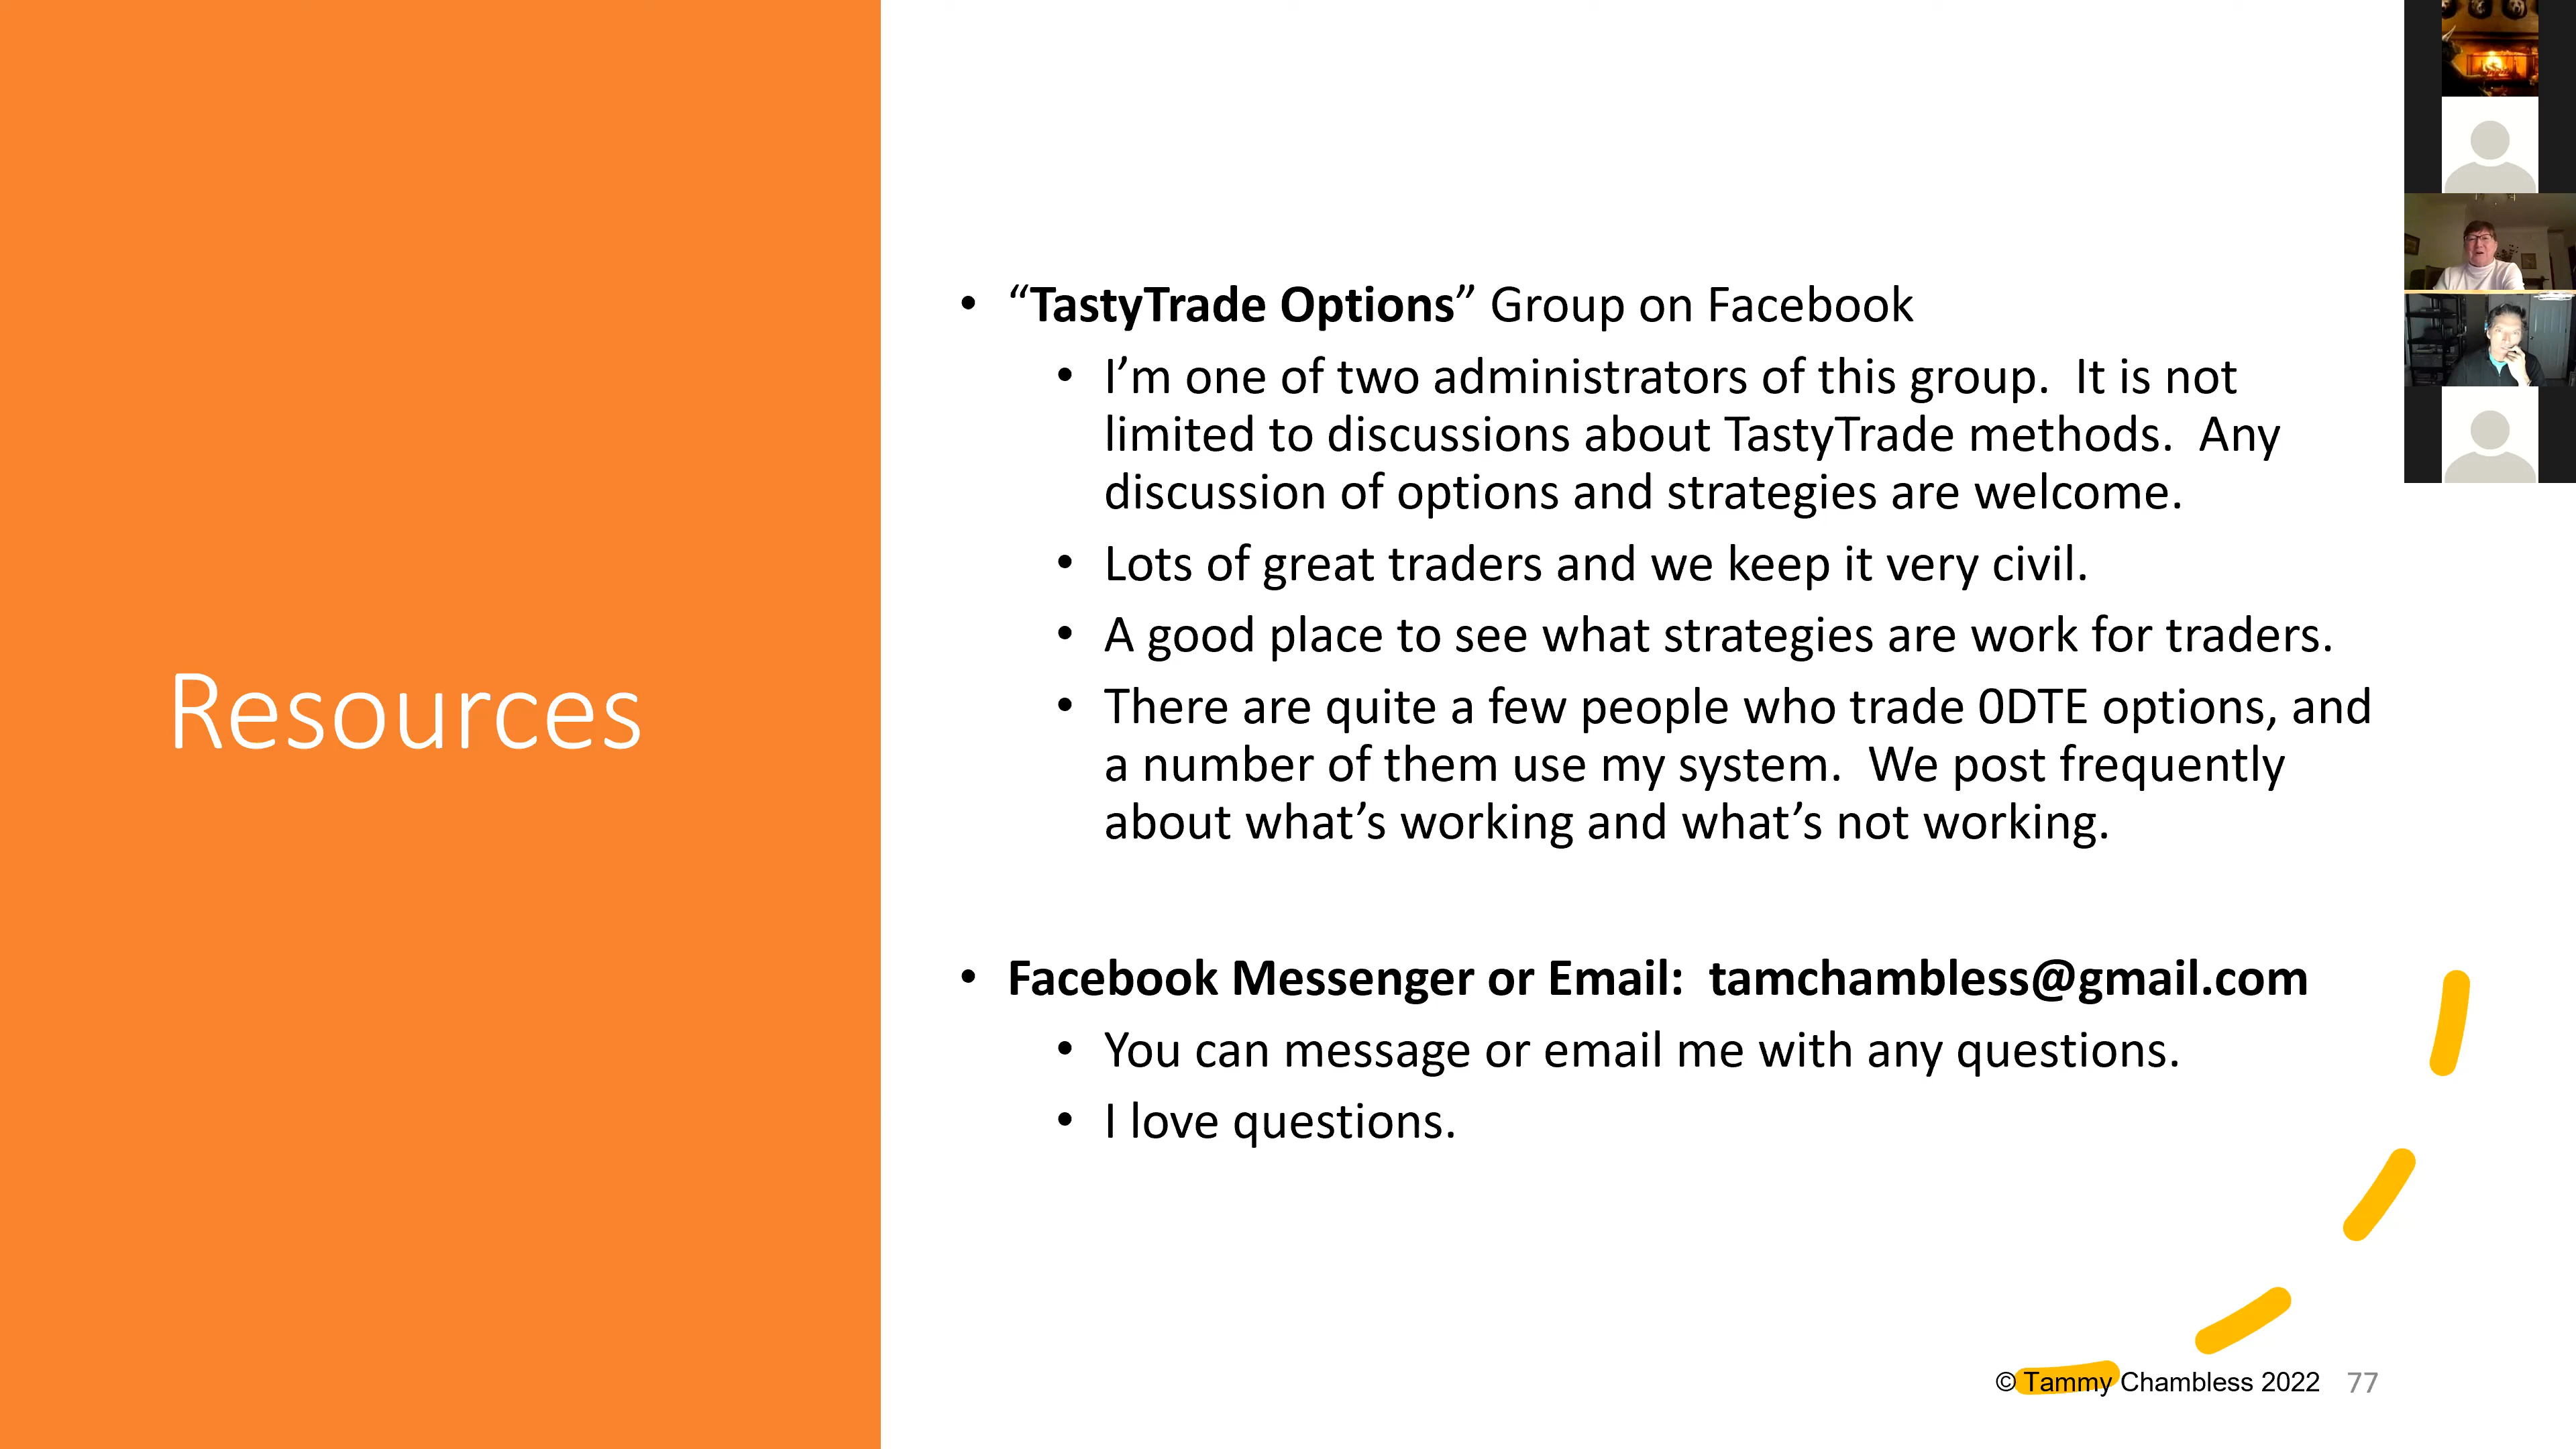 Resources
• “TastyTrade Options” Group on Facebook
• I’m one of two administrators of this group.  It is not
limited to discussions about TastyTrade methods.  Any
discussion of options and strategies are welcome.
• Lots of great traders and we keep it very civil.
• A good place to see what strategies are work for traders.
• There are quite a few people who trade 0DTE options, and
a number of them use my system.  We post frequently
about what’s working and what’s not working.
• Facebook Messenger or Email:  tamchambless@gmail.com
• You can message or email me with any questions.
• I love questions.
© Tammy Chambless 2022 77